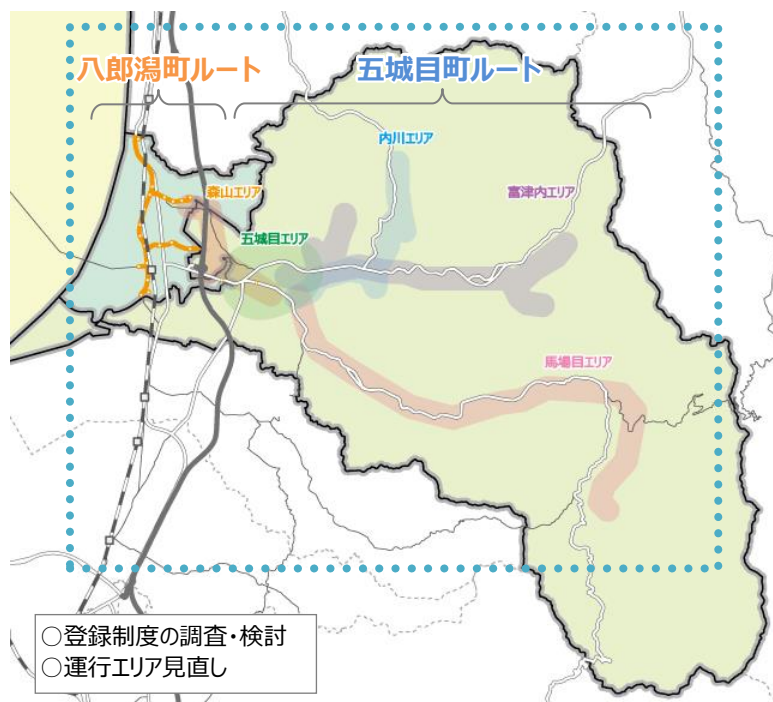 八郎潟町ルート
五城目町ルート
内川エリア
森山エリア
富津内エリア
五城目エリア
馬場目エリア
○登録制度の調査・検討
○運行エリア見直し